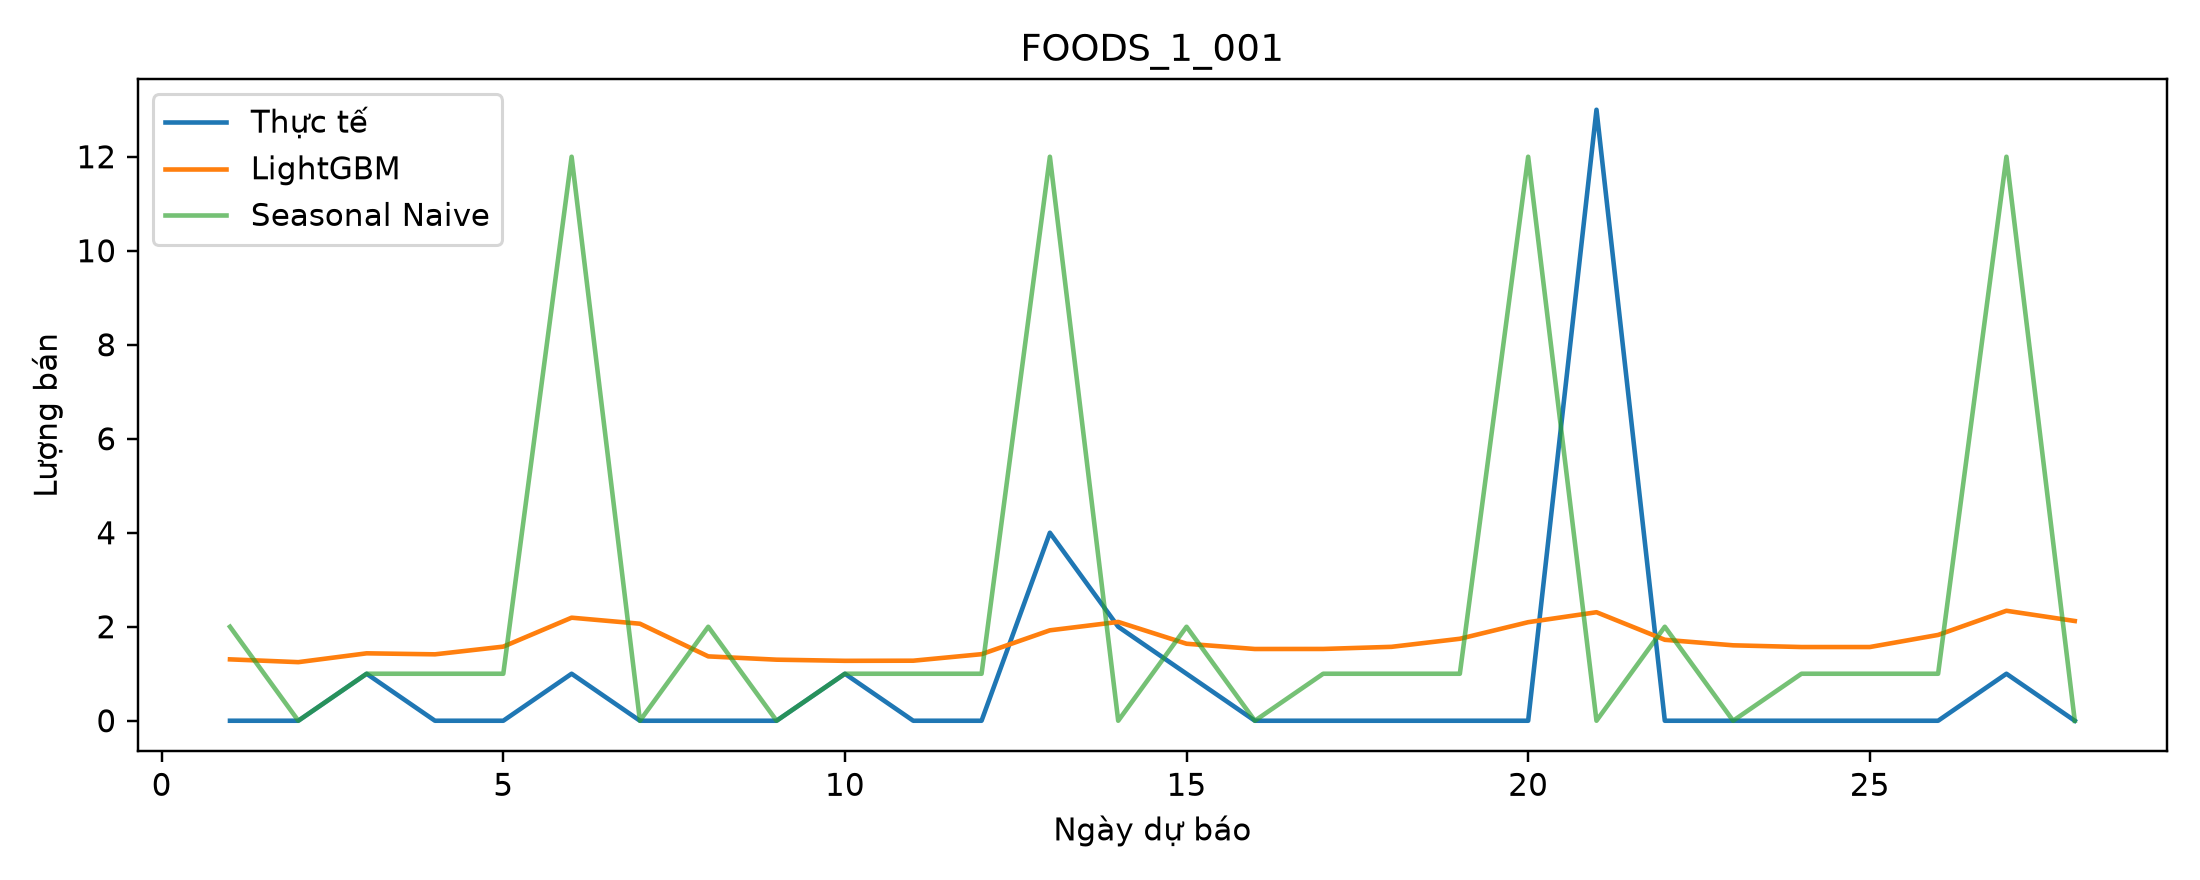 FOODS_1_001
Thực tế
LightGBM
Seasonal Naive
12
10
8
6
4
2
0
Lượng bán
0 5 10 15 20 25
Ngày dự báo